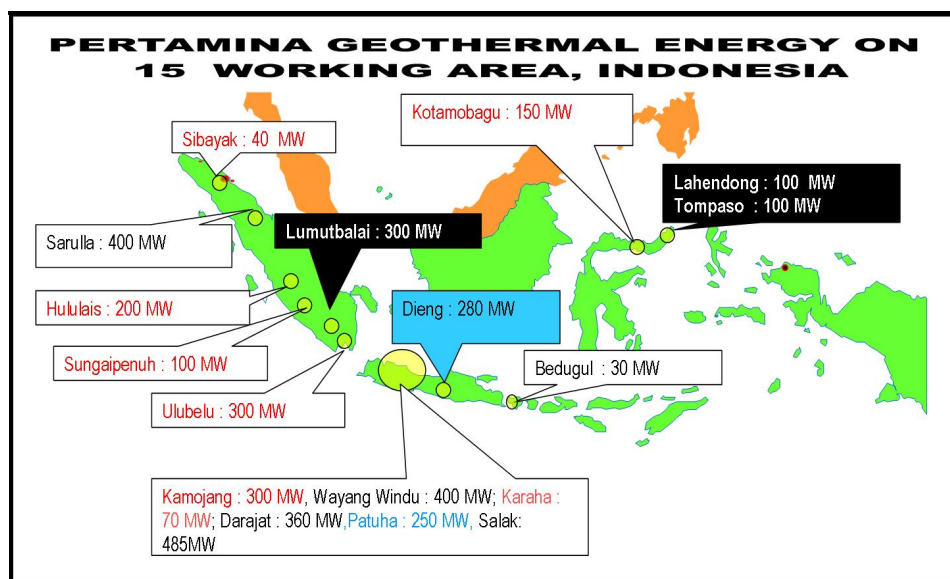 PERTAMINA GEOTHERMAL ENERGY ON
15 WORKING AREA, INDONESIA
Kotamobagu : 150 MW
Sibayak : 40 MW
Lahendong : 100 MW
Tompaso : 100 MW
Lumutbalai : 300 MW
Sarulla : 400 MW
Hululais : 200 MW
Dieng : 280 MW
Sungaipenuh : 100 MW
Bedugul : 30 MW
Ulubelu : 300 MW
Kamojang : 300 MW, Wayang Windu : 400 MW; Karaha :
70 MW; Darajat : 360 MW,Patuha : 250 MW, Salak:
485MW